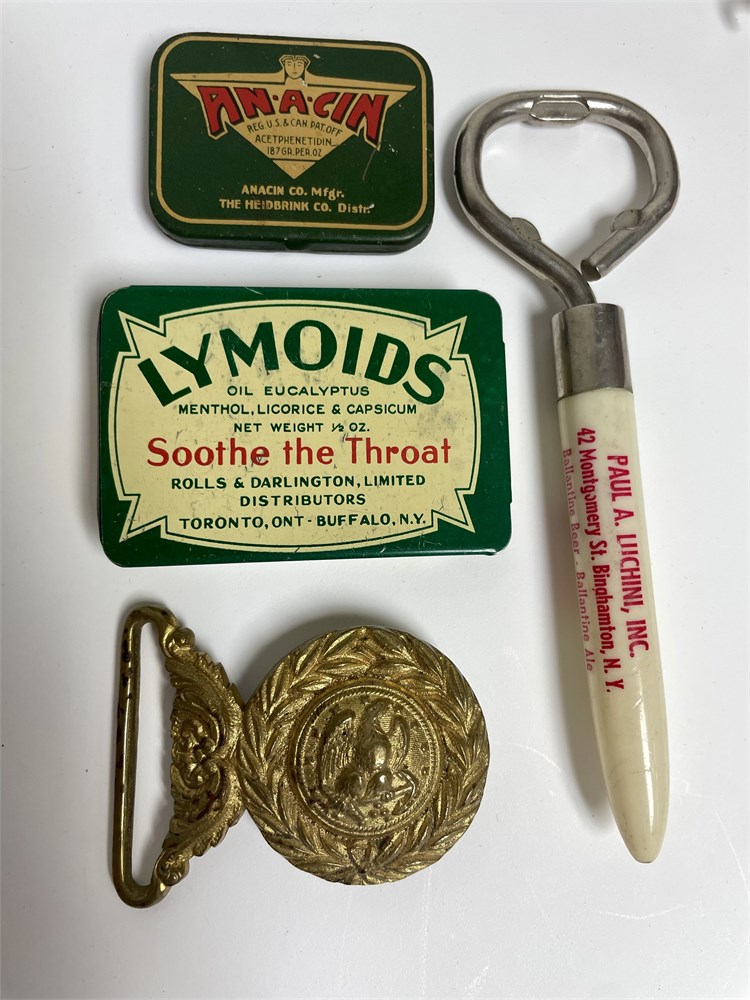 AN·A·CIN
REG. U.S. & CAN. PAT. OFF.
ACETPHENETIDIN
187 GR. PER. OZ
ANACIN CO. Mfgr.
THE HEIDBRINK CO. Distr.
LYMOIDS
OIL EUCALYPTUS
MENTHOL, LICORICE & CAPSICUM
NET WEIGHT ½ OZ.
Soothe the Throat
ROLLS & DARLINGTON, LIMITED
DISTRIBUTORS
TORONTO, ONT - BUFFALO, N.Y.
PAUL A. LUCHINI, INC.
42 Montgomery St. Binghamton, N. Y.
Ballantine Beer - Ballantine Ale